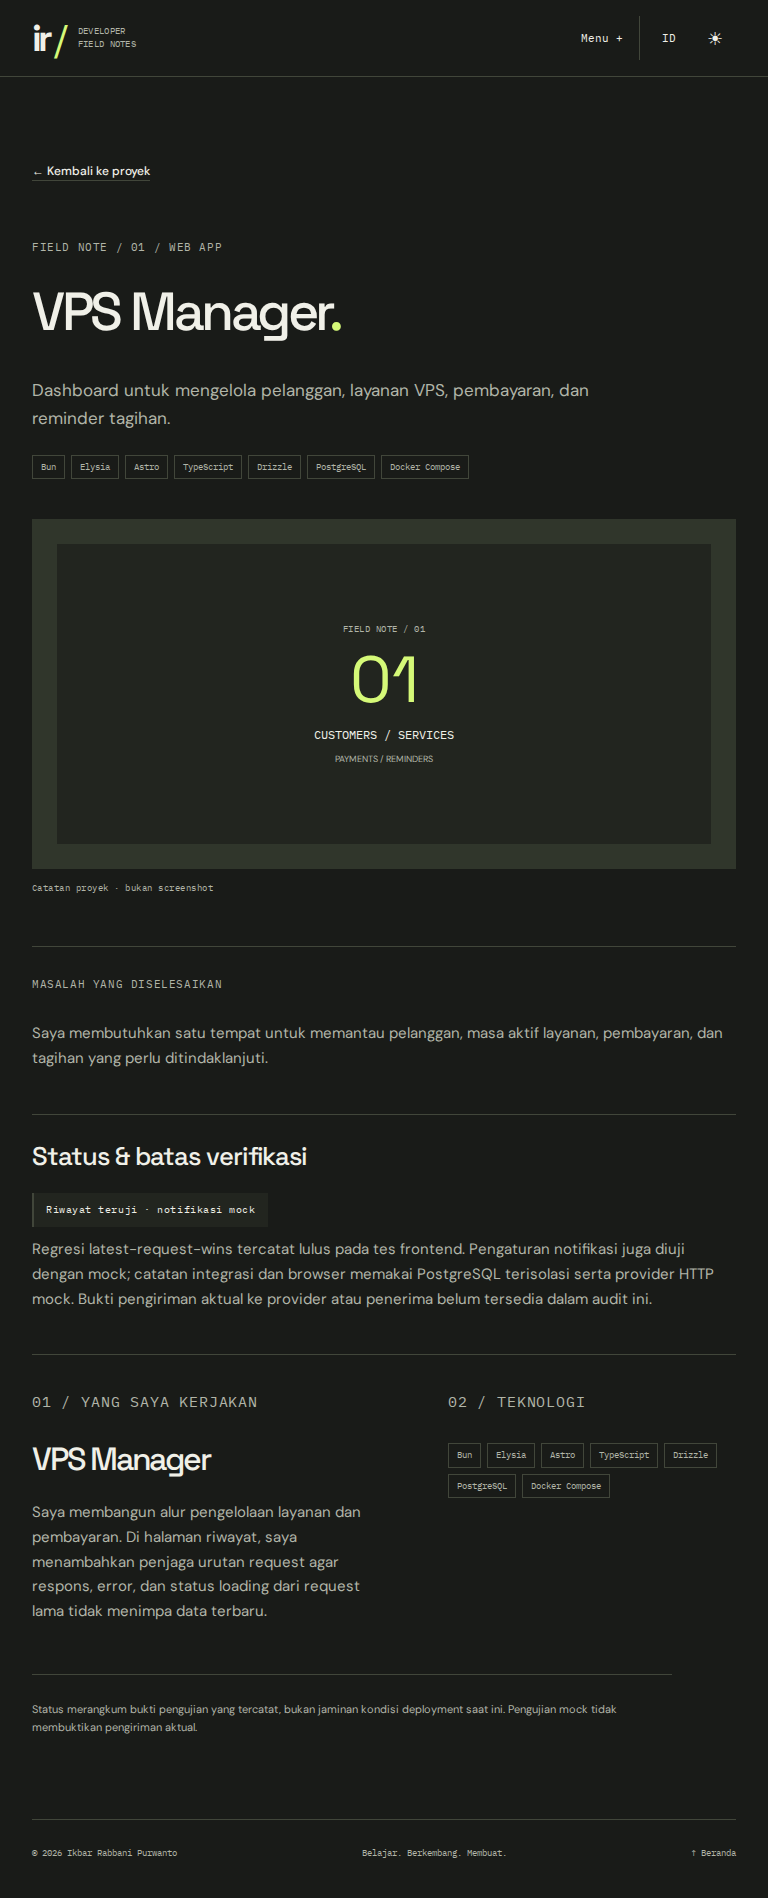 ir/ DEVELOPER
FIELD NOTES
Menu +
ID
← Kembali ke proyek
FIELD NOTE / 01 / WEB APP
VPS Manager.
Dashboard untuk mengelola pelanggan, layanan VPS, pembayaran, dan
reminder tagihan.
Bun Elysia Astro TypeScript Drizzle PostgreSQL Docker Compose
FIELD NOTE / 01
01
CUSTOMERS / SERVICES
PAYMENTS / REMINDERS
Catatan proyek · bukan screenshot
MASALAH YANG DISELESAIKAN
Saya membutuhkan satu tempat untuk memantau pelanggan, masa aktif layanan, pembayaran, dan
tagihan yang perlu ditindaklanjuti.
Status & batas verifikasi
Riwayat teruji · notifikasi mock
Regresi latest-request-wins tercatat lulus pada tes frontend. Pengaturan notifikasi juga diuji
dengan mock; catatan integrasi dan browser memakai PostgreSQL terisolasi serta provider HTTP
mock. Bukti pengiriman aktual ke provider atau penerima belum tersedia dalam audit ini.
01 / YANG SAYA KERJAKAN
VPS Manager
Saya membangun alur pengelolaan layanan dan
pembayaran. Di halaman riwayat, saya
menambahkan penjaga urutan request agar
respons, error, dan status loading dari request
lama tidak menimpa data terbaru.
02 / TEKNOLOGI
Bun Elysia Astro TypeScript Drizzle
PostgreSQL Docker Compose
Status merangkum bukti pengujian yang tercatat, bukan jaminan kondisi deployment saat ini. Pengujian mock tidak
membuktikan pengiriman aktual.
© 2026 Ikbar Rabbani Purwanto
Belajar. Berkembang. Membuat.
↑ Beranda